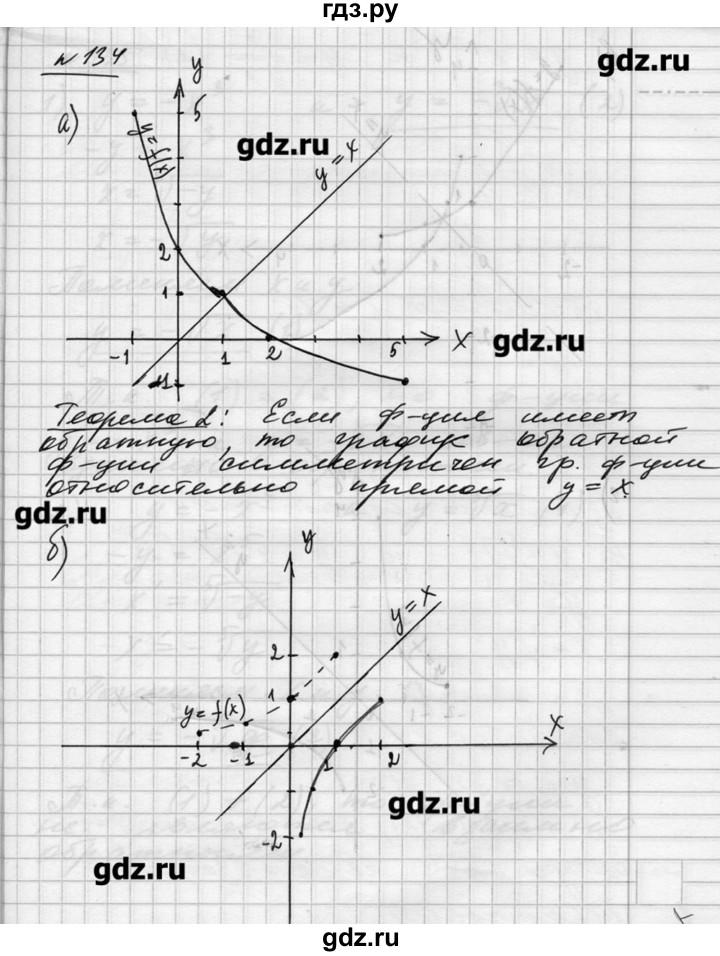 гдз.ру
n 134
gdz.ru
y
а)
5
y=f(x)
gdz.ru
y=x
2
1
-1
1
2
5
x
gdz.ru
-1
Теорема 2: Если ф-ция имеет
обратную, то график обратной
ф-ции симметричен гр. ф-ции
относительно прямой y=x
gdz.ru
б)
y
y=x
2
1
y=f(x)
x
-2
-1
1
2
gdz.ru
-2
gdz.ru
gdz.ru